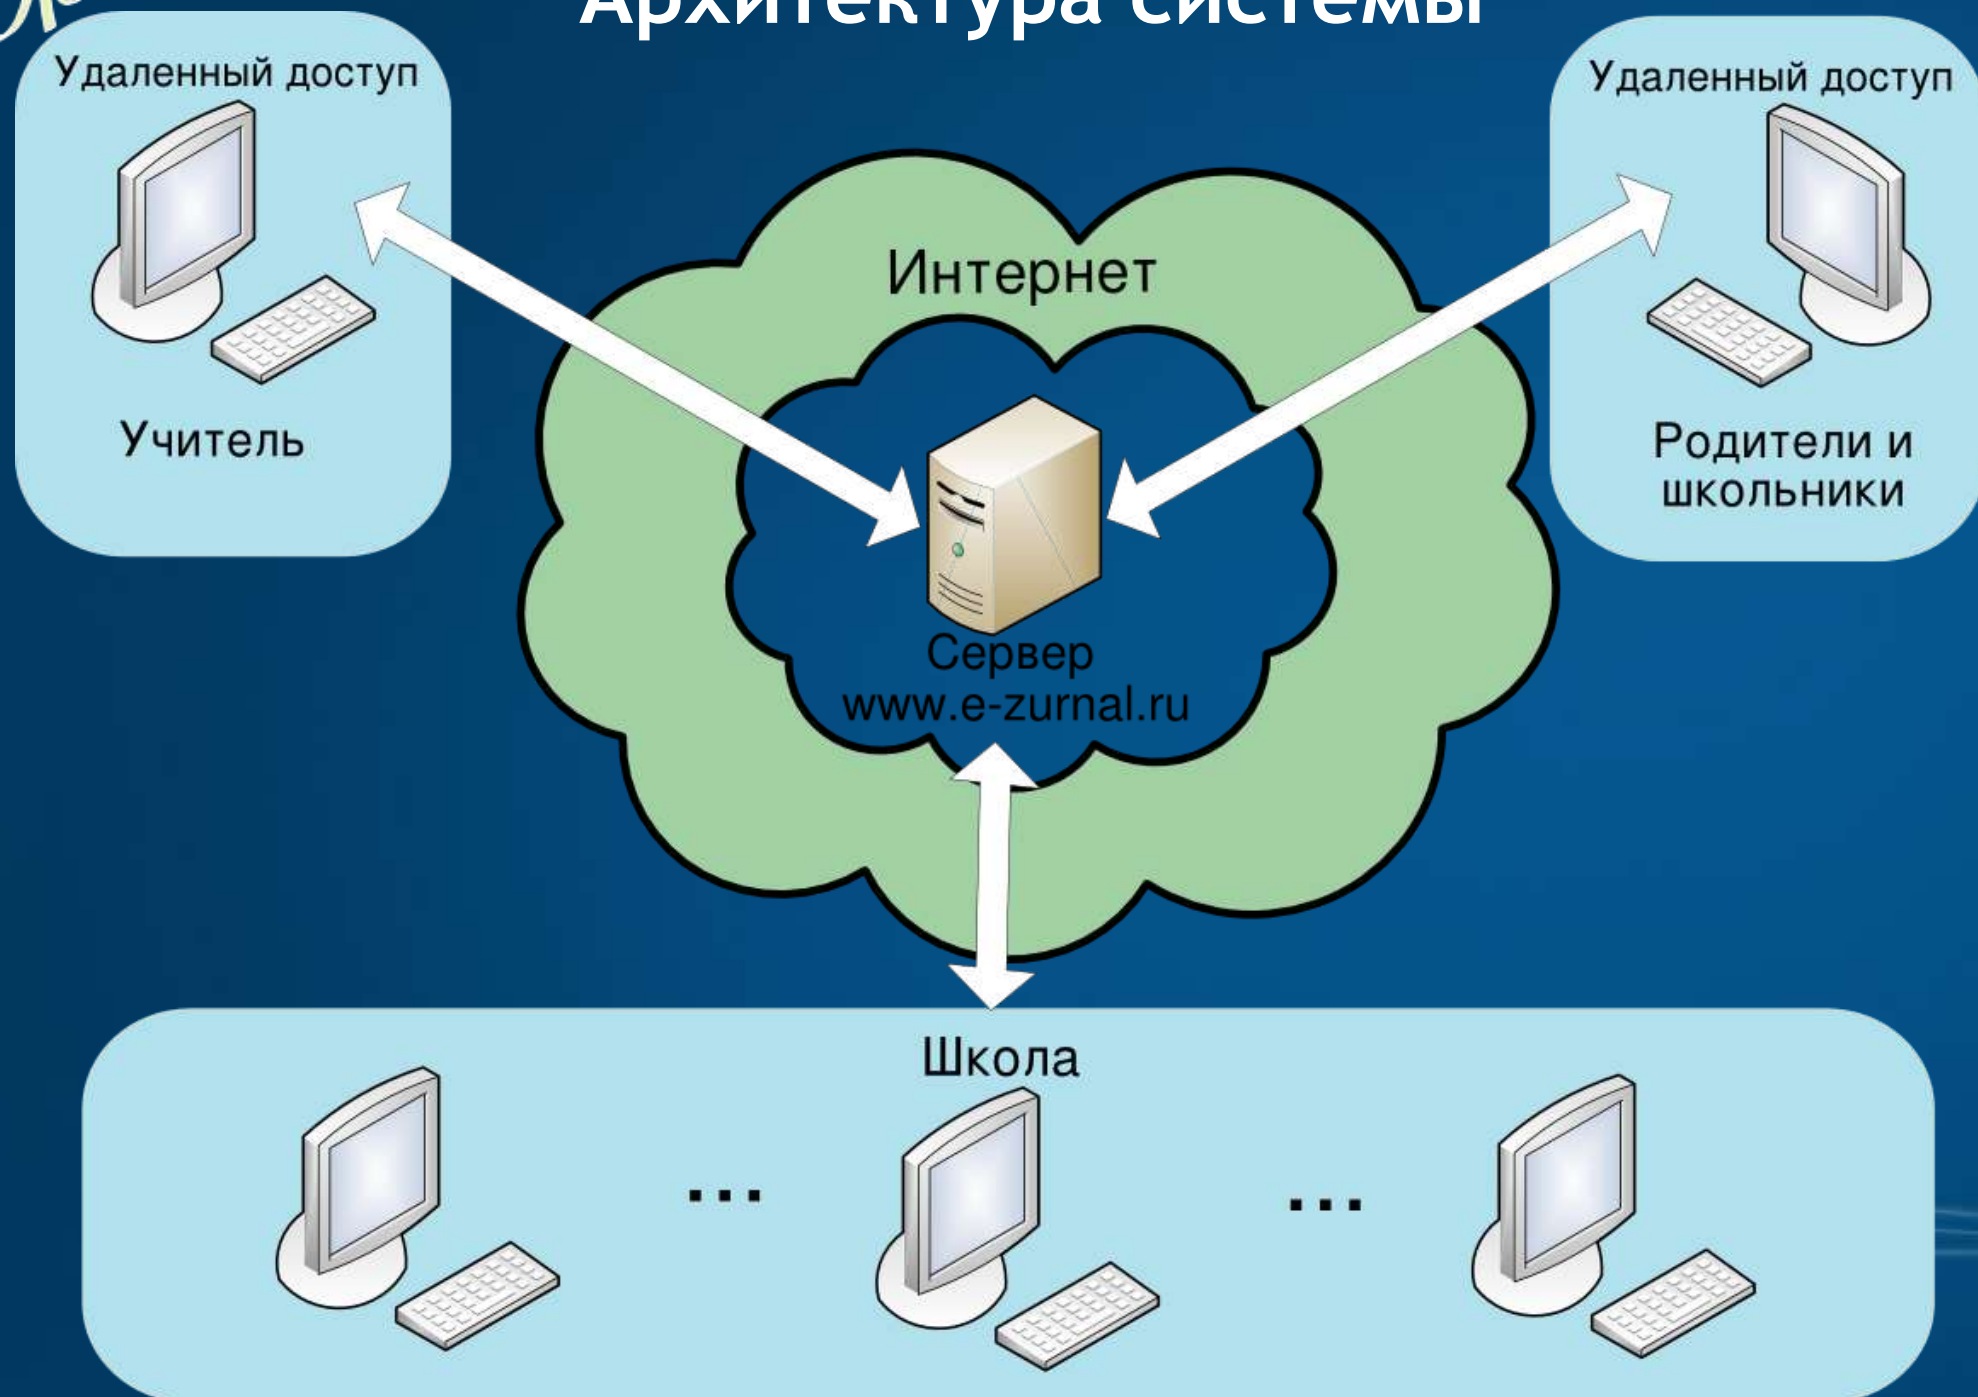 Архитектура системы
Удаленный доступ
Учитель
Удаленный доступ
Родители и
школьники
Интернет
Сервер
www.e-zurnal.ru
Школа
...
...